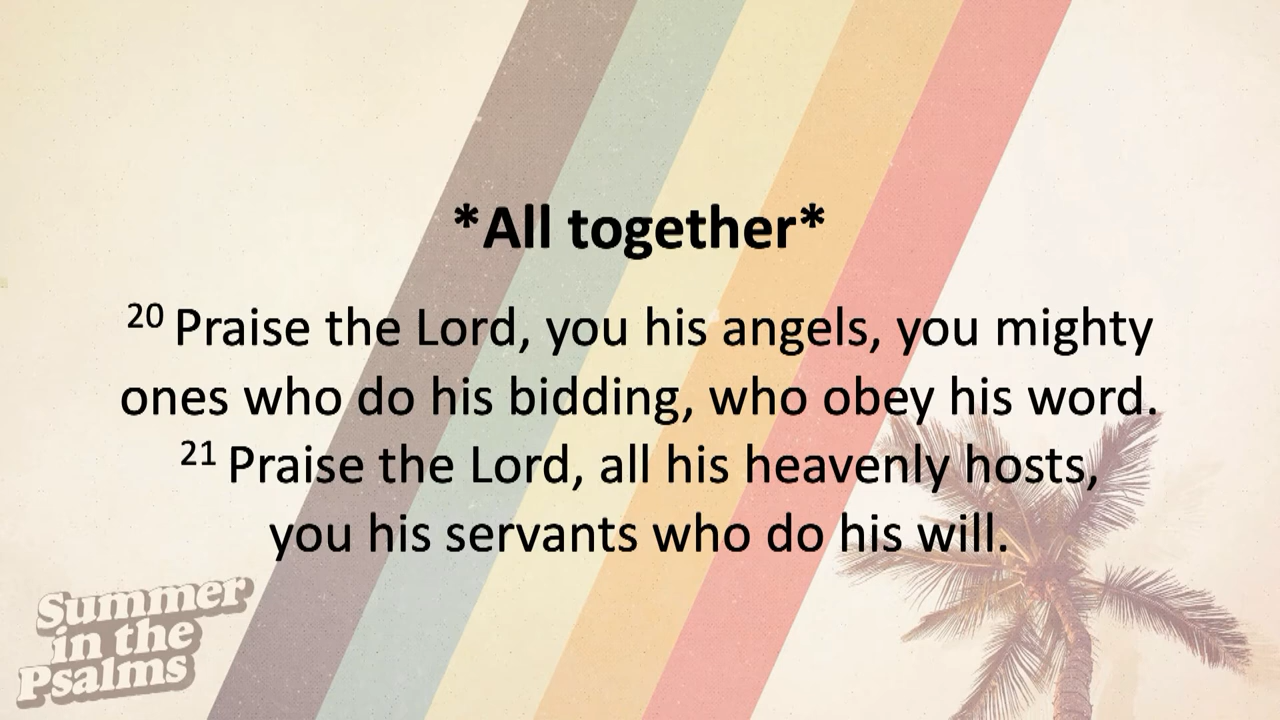 *All together*
20 Praise the Lord, you his angels, you mighty
ones who do his bidding, who obey his word.
21 Praise the Lord, all his heavenly hosts,
you his servants who do his will.
Summer
in the
Psalms